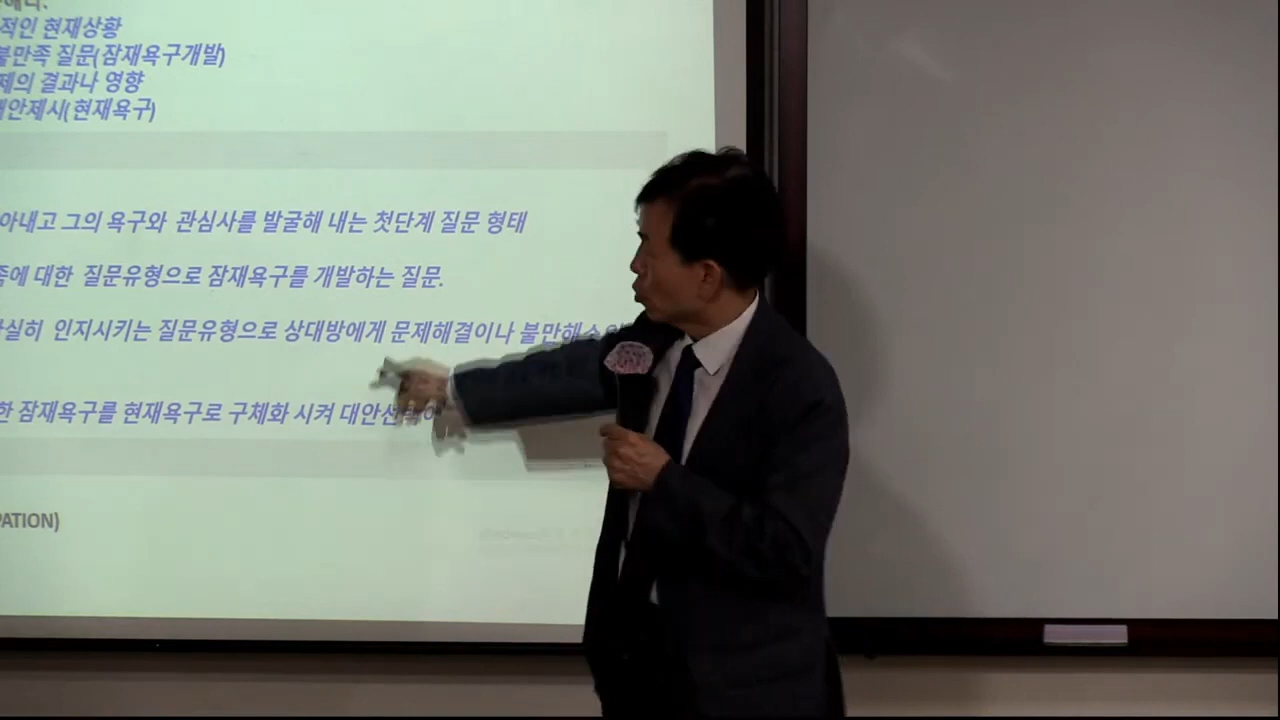 적인 현재상황
불만족 질문(잠재욕구개발)
제의 결과나 영향
대안제시(현재욕구)
아내고 그의 욕구와 관심사를 발굴해 내는 첫단계 질문 형태
족에 대한 질문유형으로 잠재욕구를 개발하는 질문.
확실히 인지시키는 질문유형으로 상대방에게 문제해결이나 불만해소의
한 잠재욕구를 현재욕구로 구체화 시켜 대안선택이
PATION)